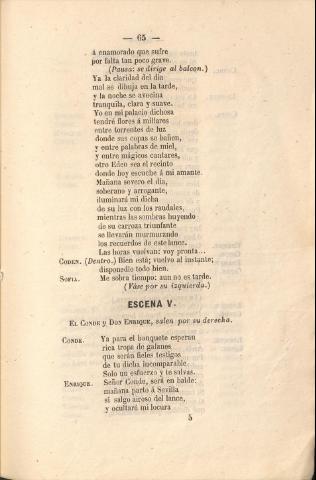 — 65 —
á enamorado que sufre
por falta tan poco grave.
(Pausa: se dirige al balcon.)
Ya la claridad del dia
mal se dibuja en la tarde,
y la noche se avecina
tranquila, clara y suave.
Yo en mi palacio dichosa
tendré flores á millares
entre torrentes de luz
donde sus copas se bañen,
y entre palabras de miel,
y entre mágicos cantares,
otro Eden sea el recinto
donde hoy escuche á mi amante.
Mañana severo el dia,
soberano y arrogante,
iluminará mi dicha
de su luz con los raudales,
mientras las sombras huyendo
de su carroza triunfante
se llevarán murmurando
los recuerdos de este lance.
Las horas vuelvan: voy pronta...
CONDEN. (Dentro.) Bien está; vuelvo al instante;
disponedlo todo bien.
SOFIA. Me sobra tiempo: aun no es tarde.
(Váse por su izquierda.)
ESCENA V.
EL CONDE y DON ENRIQUE, salen por su derecha.
CONDE. Ya para el banquete esperan
rica tropa de galanes
que serán fieles testigos
de tu dicha incomparable.
Solo un esfuerzo y te salvas.
ENRIQUE. Señor Conde, será en balde:
mañana parto á Sevilla
si salgo airoso del lance,
y ocultará mi locura
5